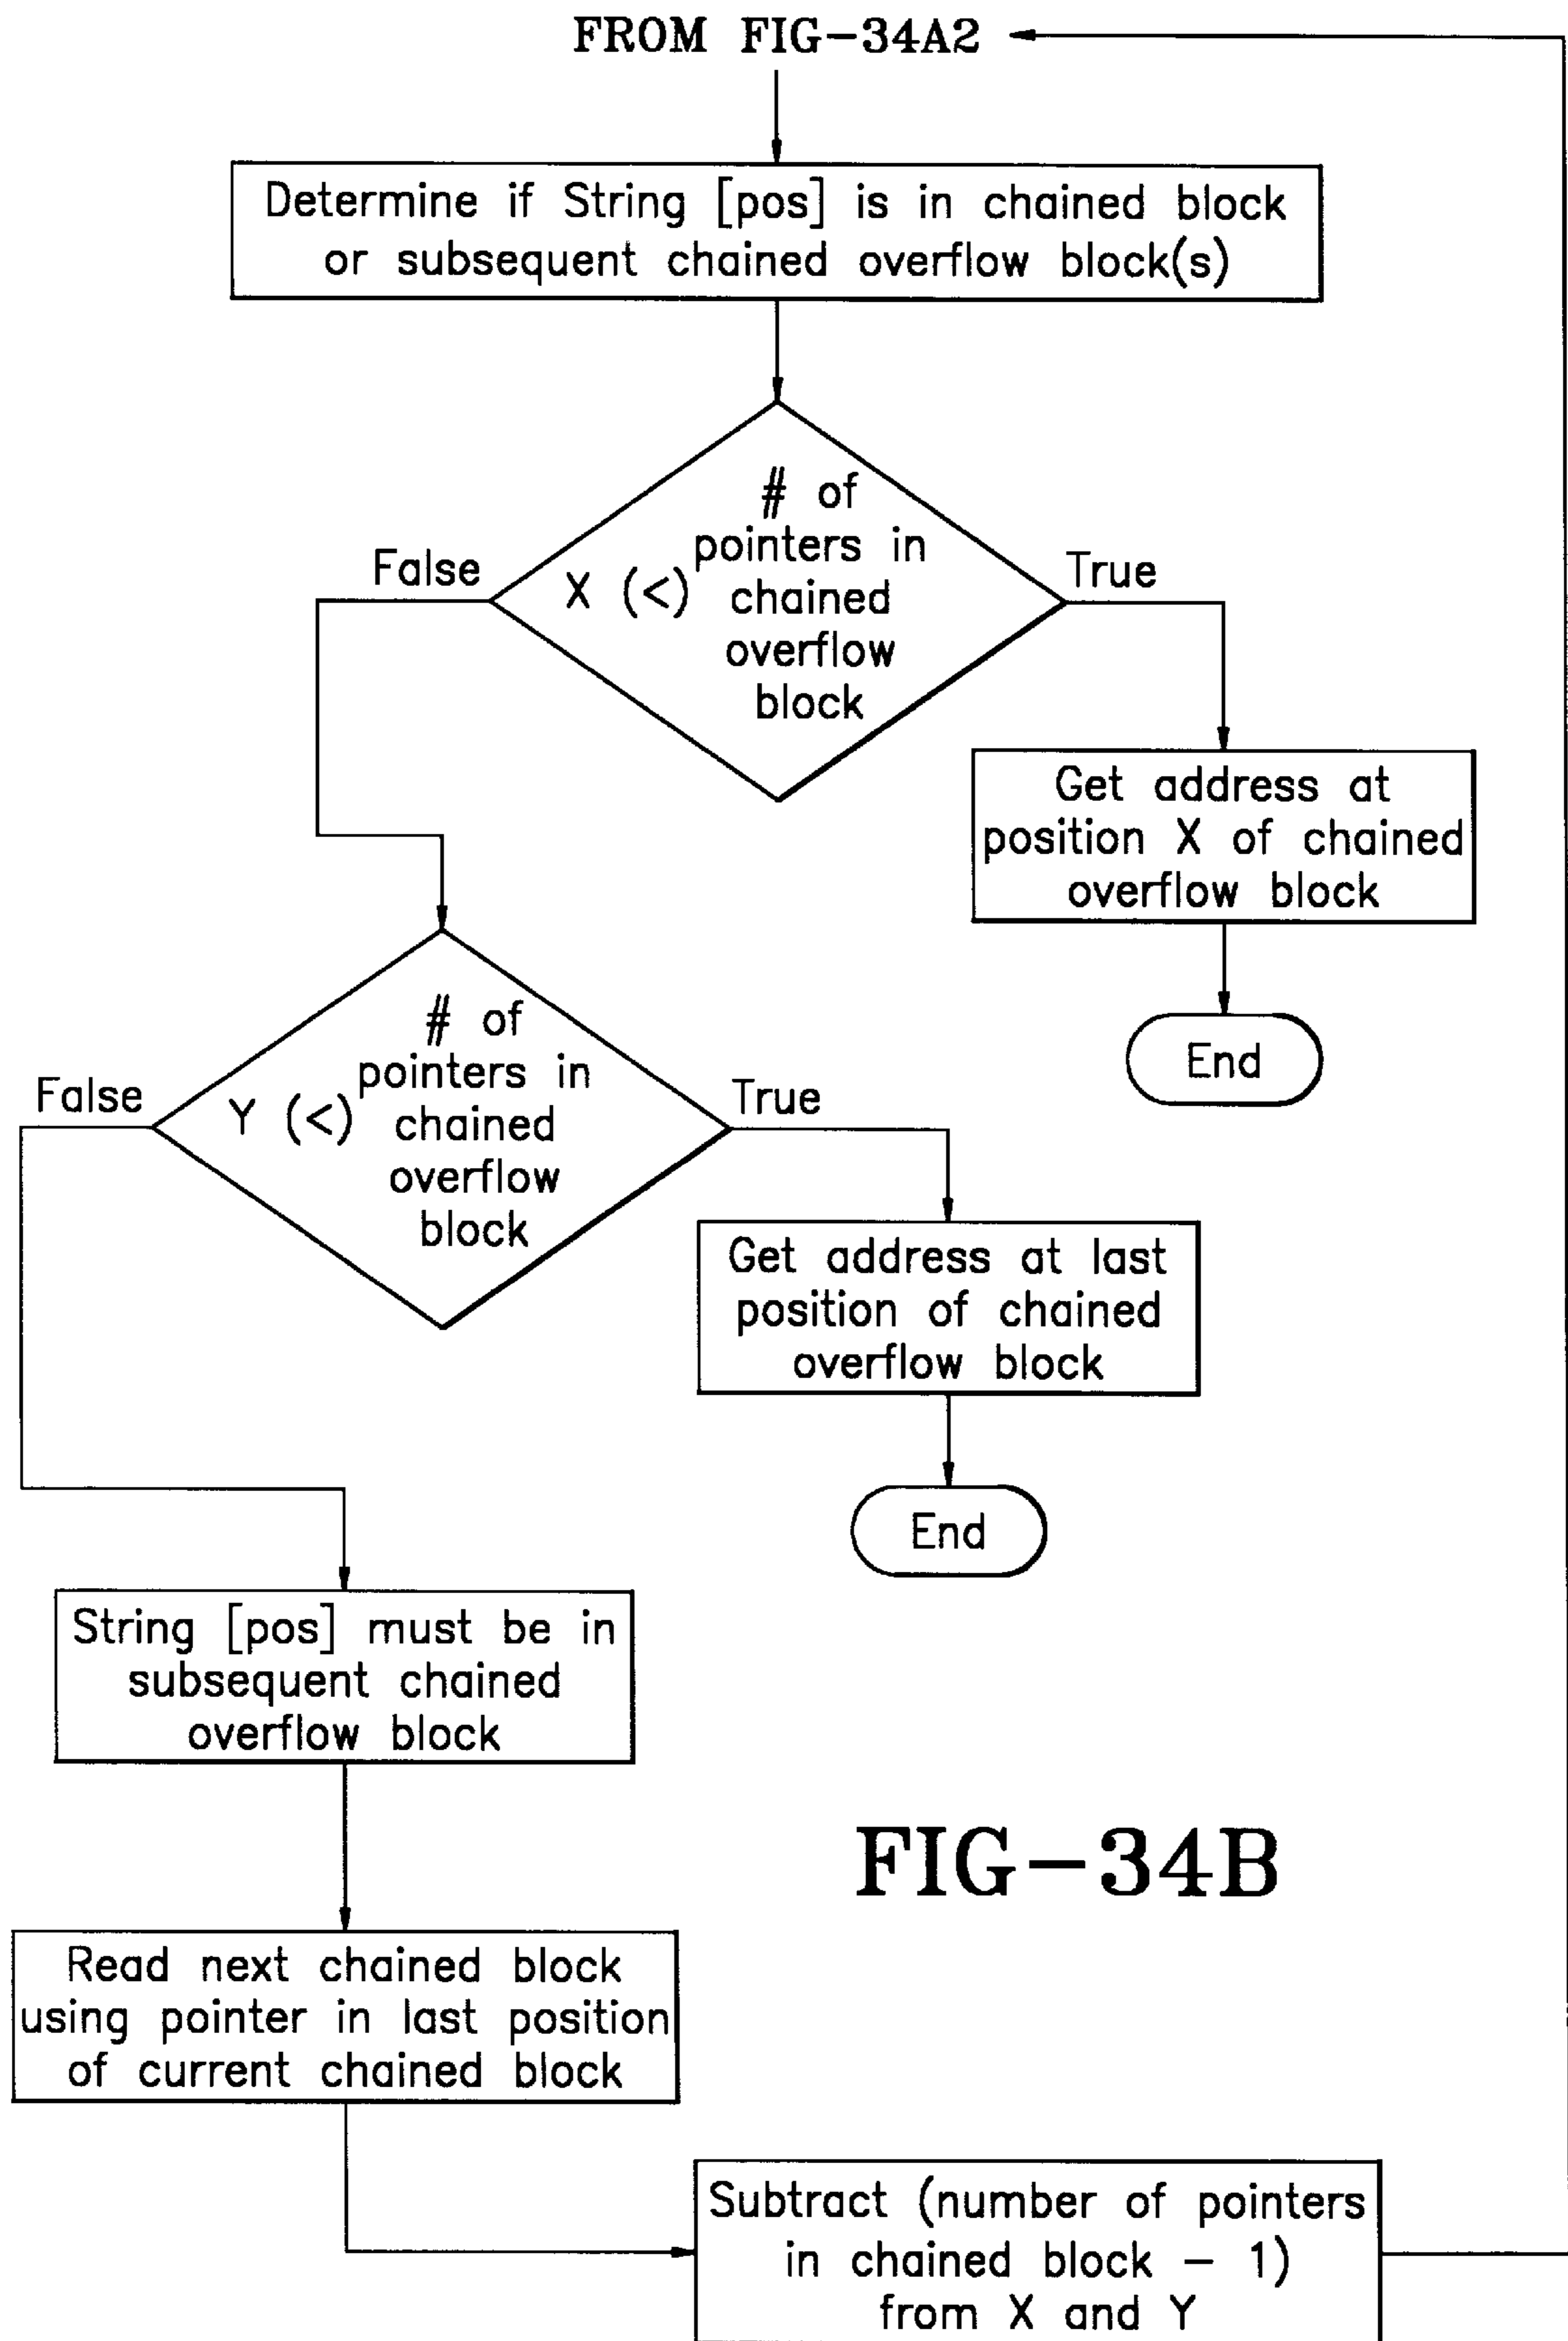 FROM FIG-34A2
Determine if String [pos] is in chained block
or subsequent chained overflow block(s)
# of
pointers in
X (<) chained
overflow
block
False
True
Get address at
position X of chained
overflow block
End
# of
pointers in
Y (<) chained
overflow
block
False
True
Get address at last
position of chained
overflow block
End
String [pos] must be in
subsequent chained
overflow block
FIG-34B
Read next chained block
using pointer in last position
of current chained block
Subtract (number of pointers
in chained block - 1)
from X and Y